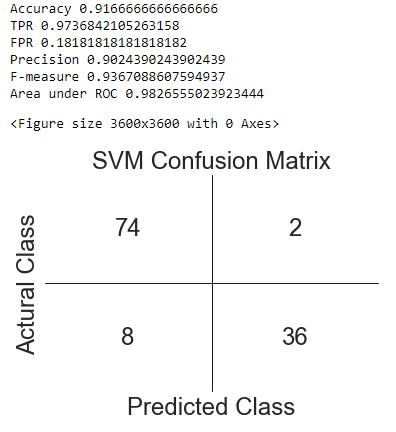 Accuracy 0.9166666666666666
TPR 0.9736842105263158
FPR 0.18181818181818182
Precision 0.9024390243902439
F-measure 0.9367088607594937
Area under ROC 0.9826555023923444
<Figure size 3600x3600 with 0 Axes>
SVM Confusion Matrix
Actural Class
74 2
8 36
Predicted Class